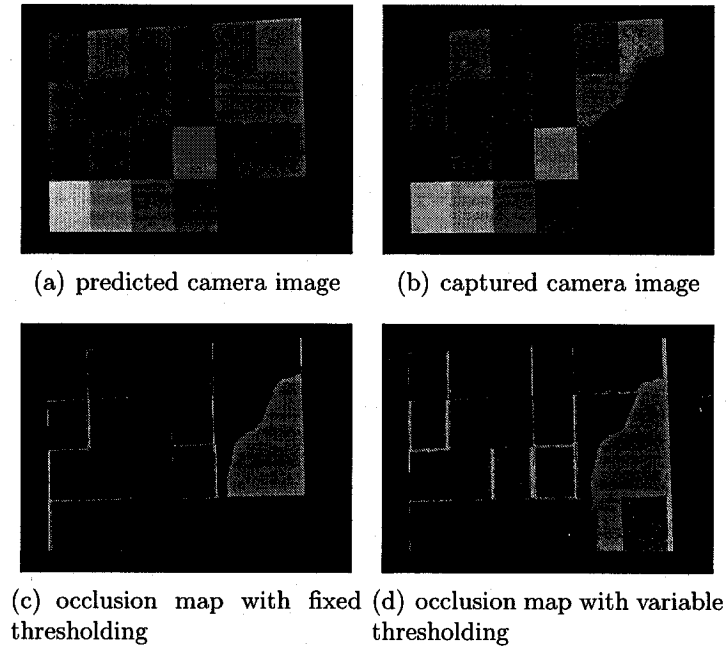 (a) predicted camera image
(b) captured camera image
(c) occlusion map with fixed thresholding
(d) occlusion map with variable thresholding